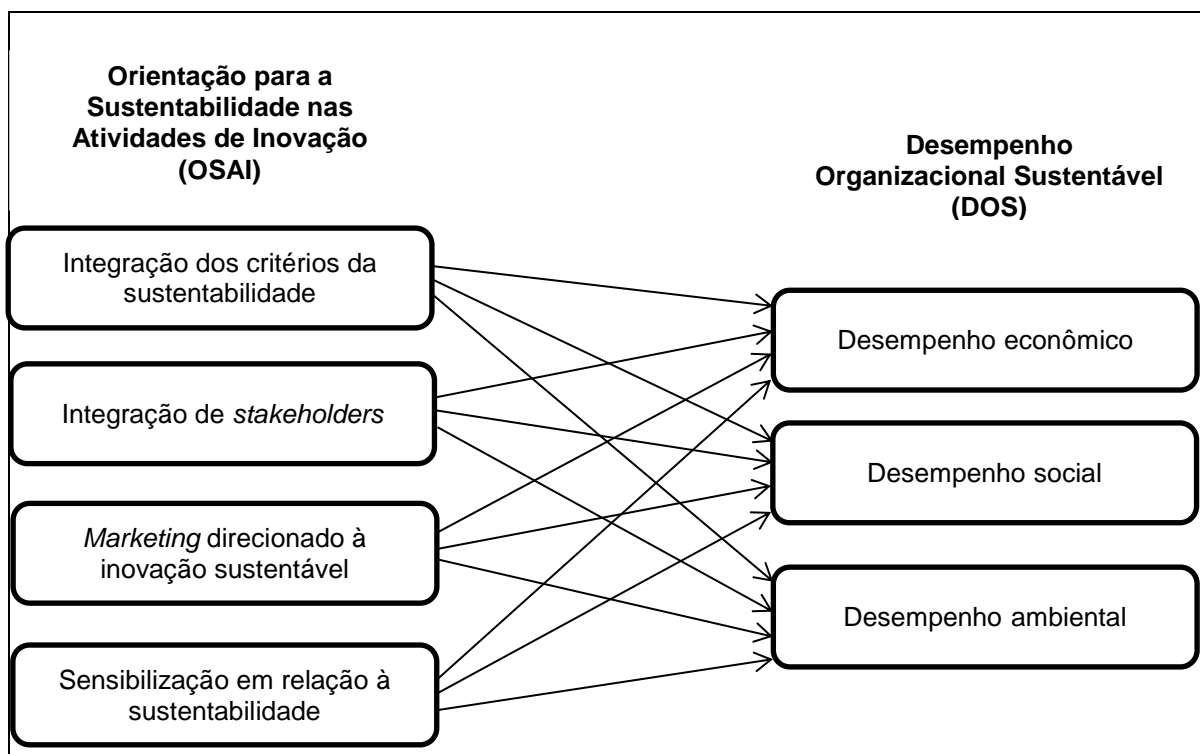 Orientação para a
Sustentabilidade nas
Atividades de Inovação
(OSAI)
Desempenho
Organizacional Sustentável
(DOS)
Integração dos critérios da
sustentabilidade
Integração de stakeholders
Marketing direcionado à
inovação sustentável
Sensibilização em relação à
sustentabilidade
Desempenho econômico
Desempenho social
Desempenho ambiental